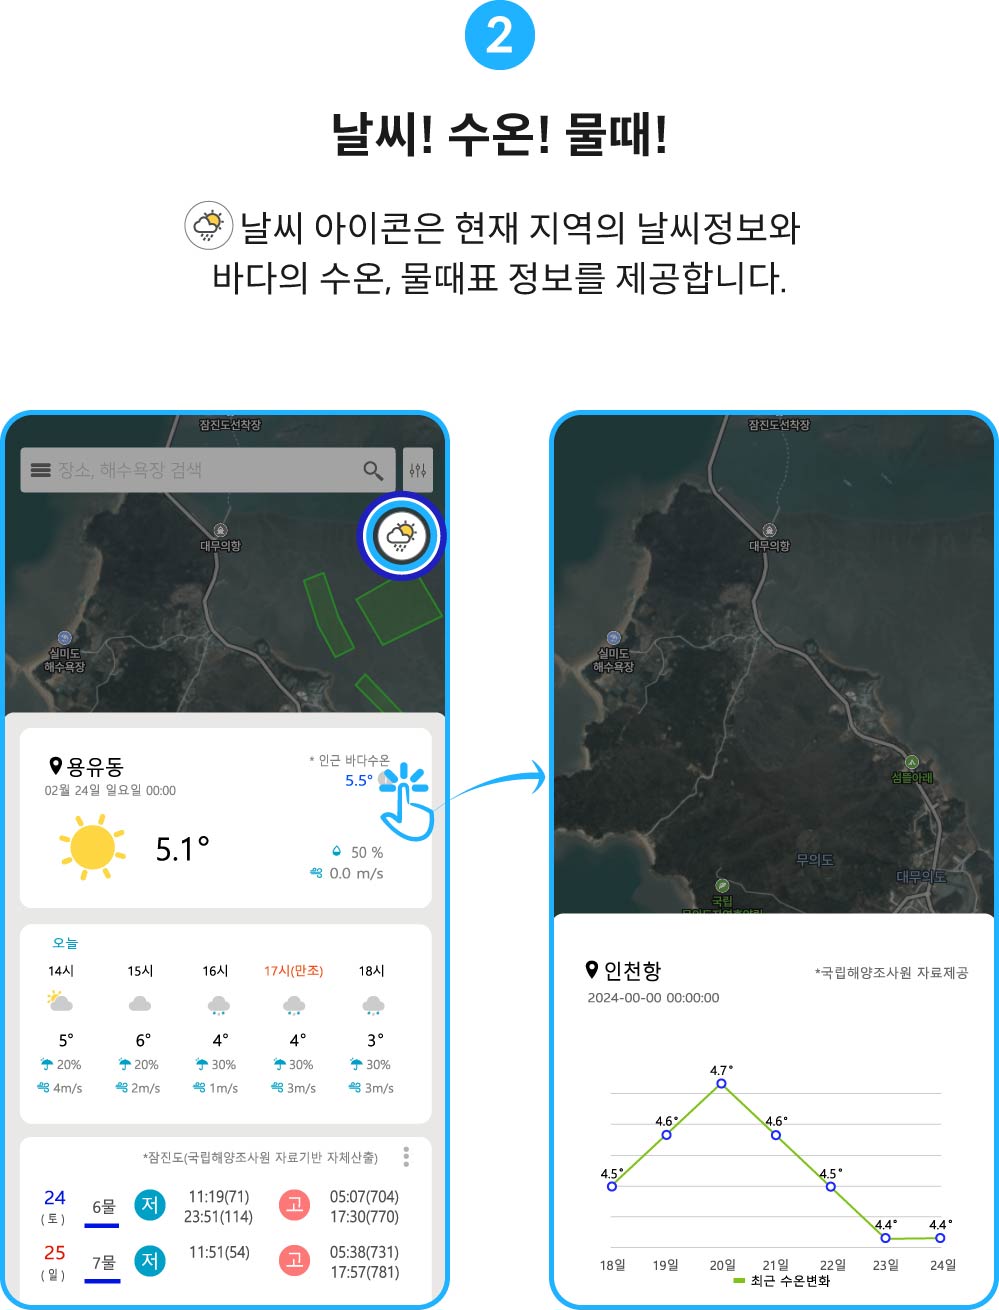 2
날씨! 수온! 물때!
날씨 아이콘은 현재 지역의 날씨정보와
바다의 수온, 물때표 정보를 제공합니다.
잠진도선착장
장소, 해수욕장 검색
대무의항
실미도
해수욕장
용유동
02월 24일 일요일 00:00
* 인근 바다수온
5.5°
5.1°
50 %
0.0 m/s
오늘
14시 15시 16시 17시(만조) 18시
5° 6° 4° 4° 3°
20% 20% 30% 30% 30%
4m/s 2m/s 1m/s 3m/s 3m/s
*잠진도(국립해양조사원 자료기반 자체산출)
24 6물 저 11:19(71) 고 05:07(704)
(토) 23:51(114) 17:30(770)
25 7물 저 11:51(54) 고 05:38(731)
(일) 17:57(781)
잠진도선착장
대무의항
실미도
해수욕장
섬뜰아래
무의도
대무의도
국립
인천항
*국립해양조사원 자료제공
2024-00-00 00:00:00
4.5° 4.6° 4.7° 4.6° 4.5° 4.4° 4.4°
18일 19일 20일 21일 22일 23일 24일
최근 수온변화